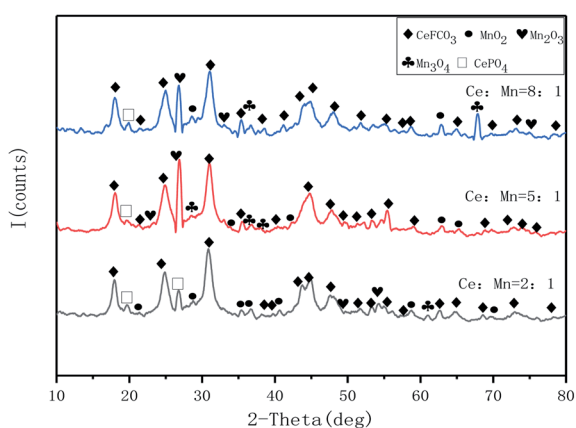 ◆ CeFCO₃ ● MnO₂ ♥ Mn₂O₃
♣ Mn₃O₄ □ CePO₄
Ce: Mn=8: 1
Ce: Mn=5: 1
Ce: Mn=2: 1
I(counts)
10 20 30 40 50 60 70 80
2-Theta(deg)